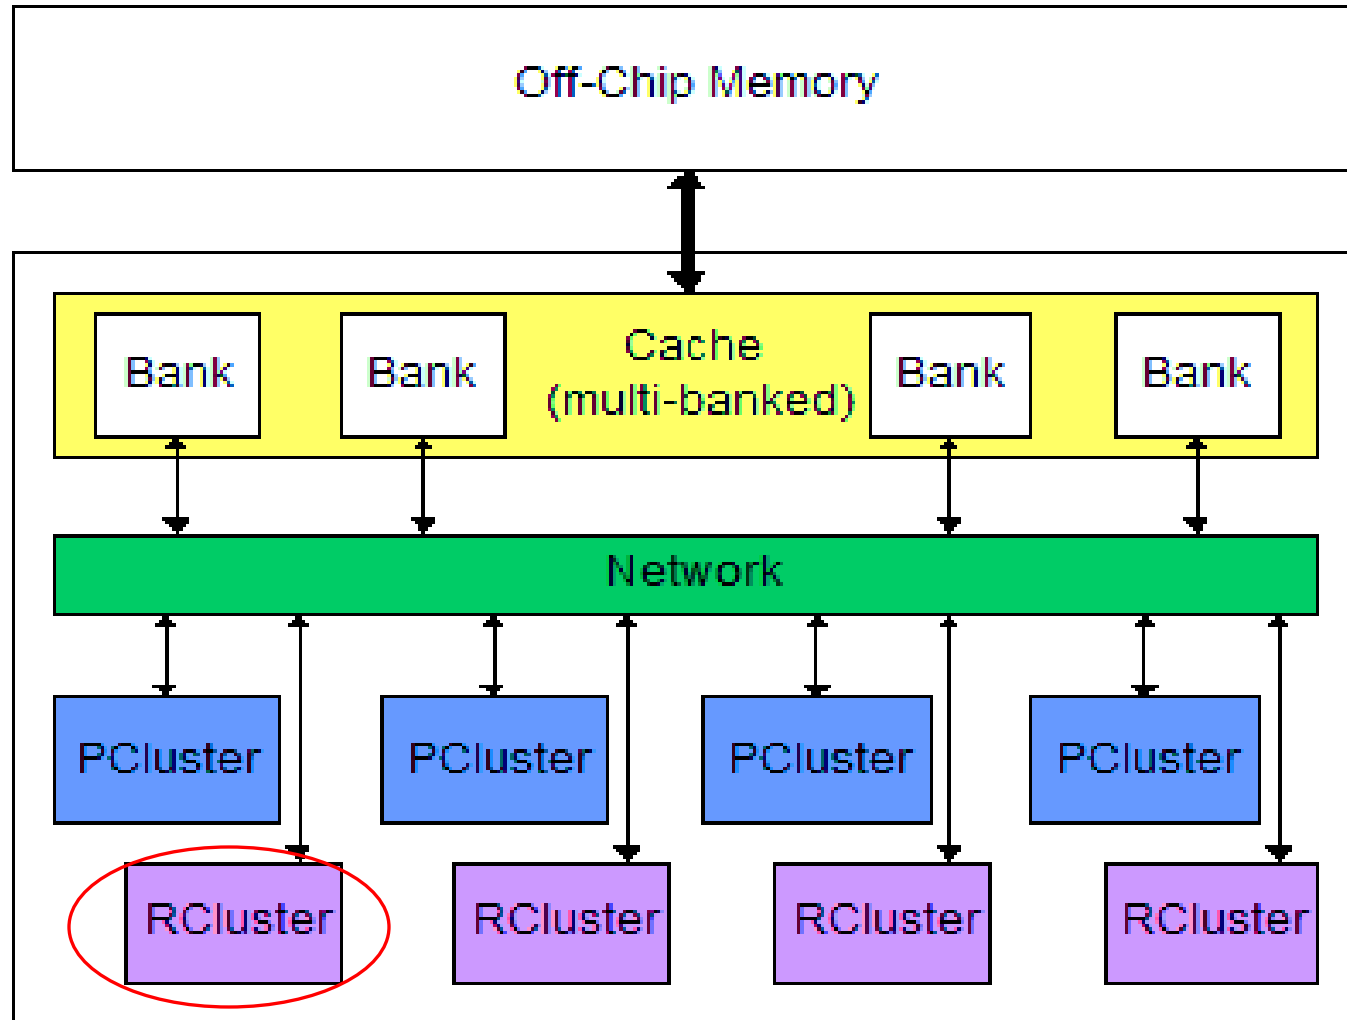 Off-Chip Memory
Bank
Bank
Cache
(multi-banked)
Bank
Bank
Network
PCluster
PCluster
PCluster
PCluster
RCluster
RCluster
RCluster
RCluster